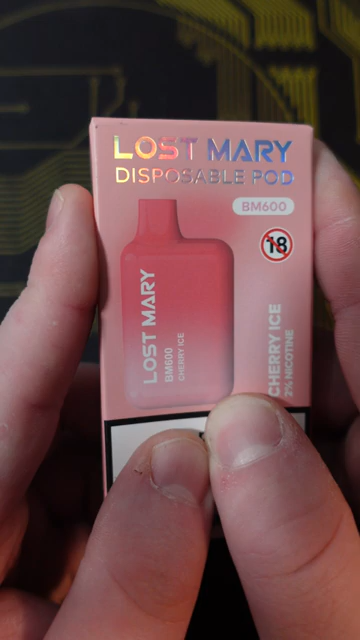 LOST MARY
DISPOSABLE POD
BM600
18
LOST MARY
BM600
CHERRY ICE
CHERRY ICE
2% NICOTINE